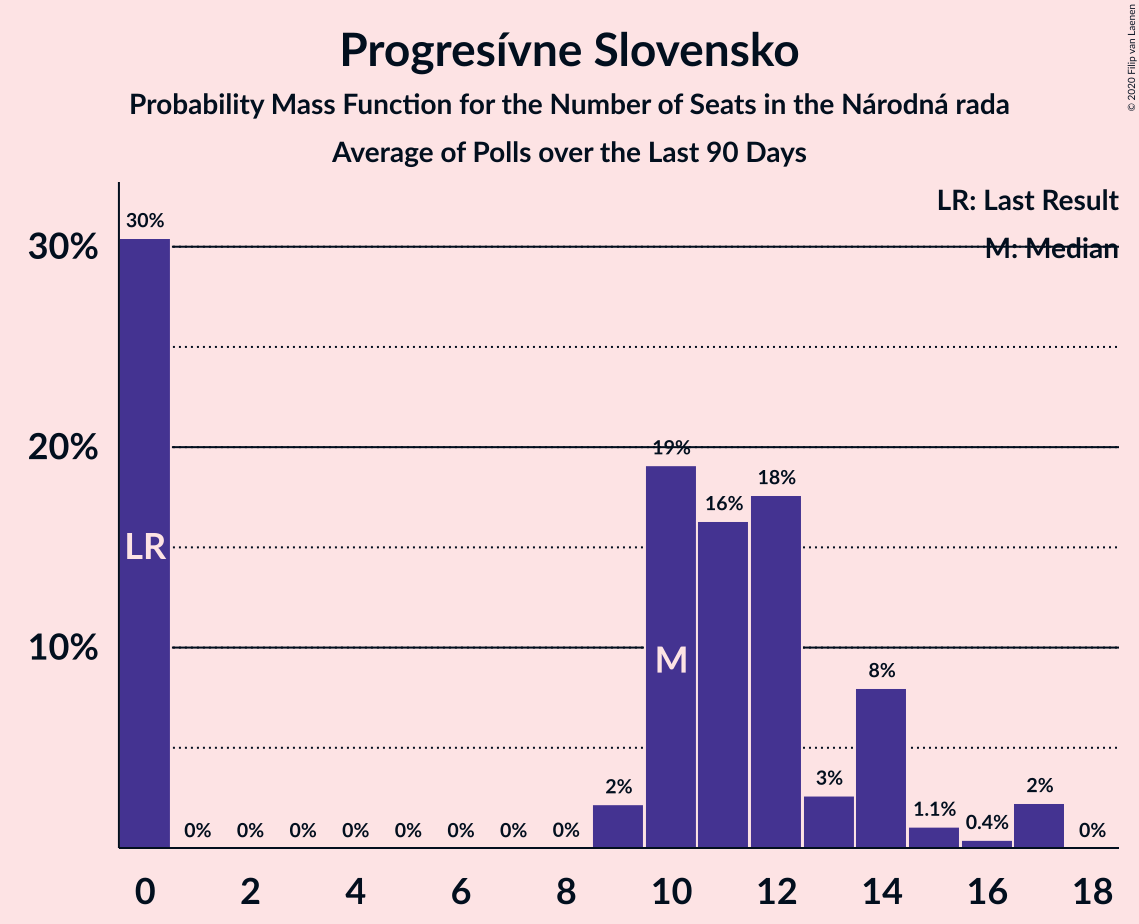 Progresívne Slovensko
Probability Mass Function for the Number of Seats in the Národná rada
Average of Polls over the Last 90 Days
© 2020 Filip van Laenen
LR: Last Result
M: Median
30%
20%
10%
30%
0%
0%
0%
0%
0%
0%
0%
0%
2%
19%
16%
18%
3%
8%
1.1%
0.4%
2%
0%
LR
M
0 2 4 6 8 10 12 14 16 18